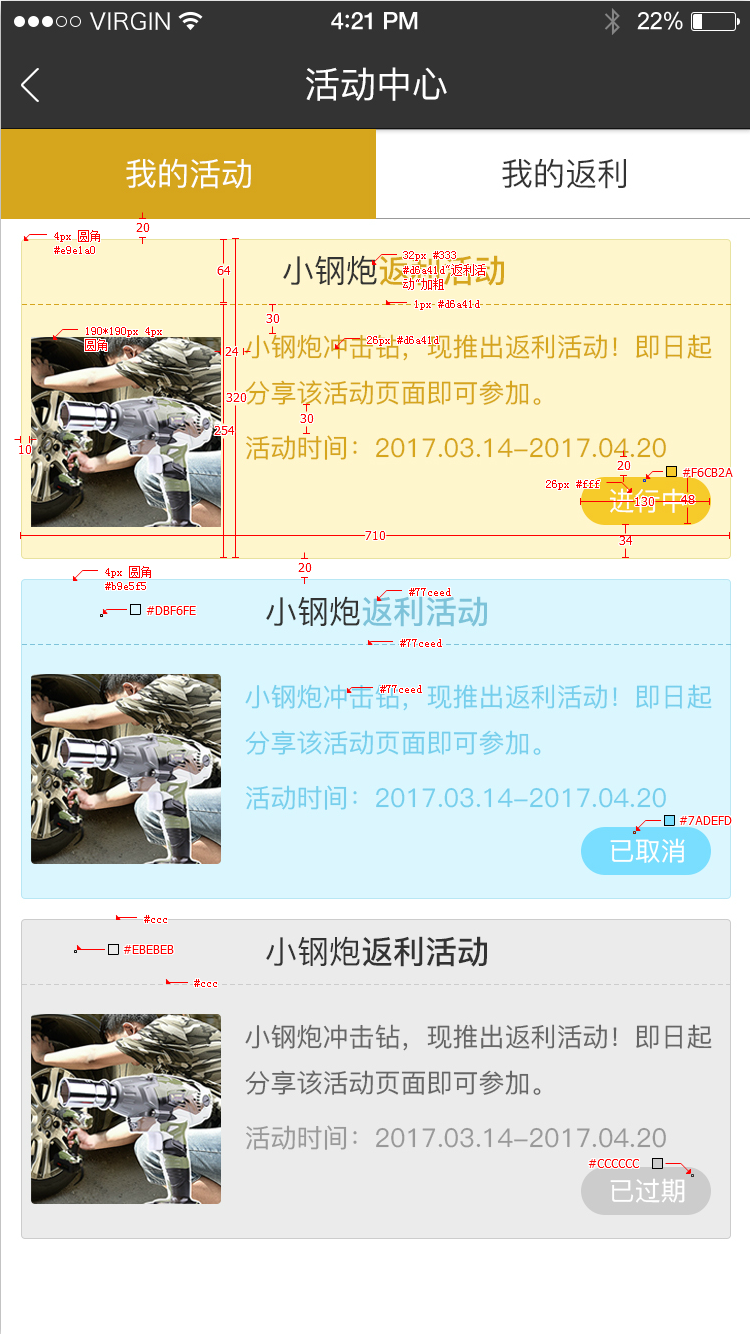 VIRGIN 4:21 PM 22%
活动中心
我的活动 我的返利
20
4px 圆角
#e9e1a0
64
小钢炮返利活动
32px #333
#d6a41d"返利活
动"加粗
1px #d6a41d
30
190*190px 4px
圆角
26px #d6a41d
24
小钢炮冲击钻，现推出返利活动！即日起
320
分享该活动页面即可参加。
30
254
10
活动时间：2017.03.14-2017.04.20
20
#F6CB2A
26px #fff
进行中
130
48
710
34
20
4px 圆角
#b9e5f5
#DBF6FE
#77ceed
小钢炮返利活动
#77ceed
#77ceed
小钢炮冲击钻，现推出返利活动！即日起
分享该活动页面即可参加。
活动时间：2017.03.14-2017.04.20
#7ADEFD
已取消
#ccc
#EBEBEB
小钢炮返利活动
#ccc
小钢炮冲击钻，现推出返利活动！即日起
分享该活动页面即可参加。
活动时间：2017.03.14-2017.04.20
#CCCCCC
已过期